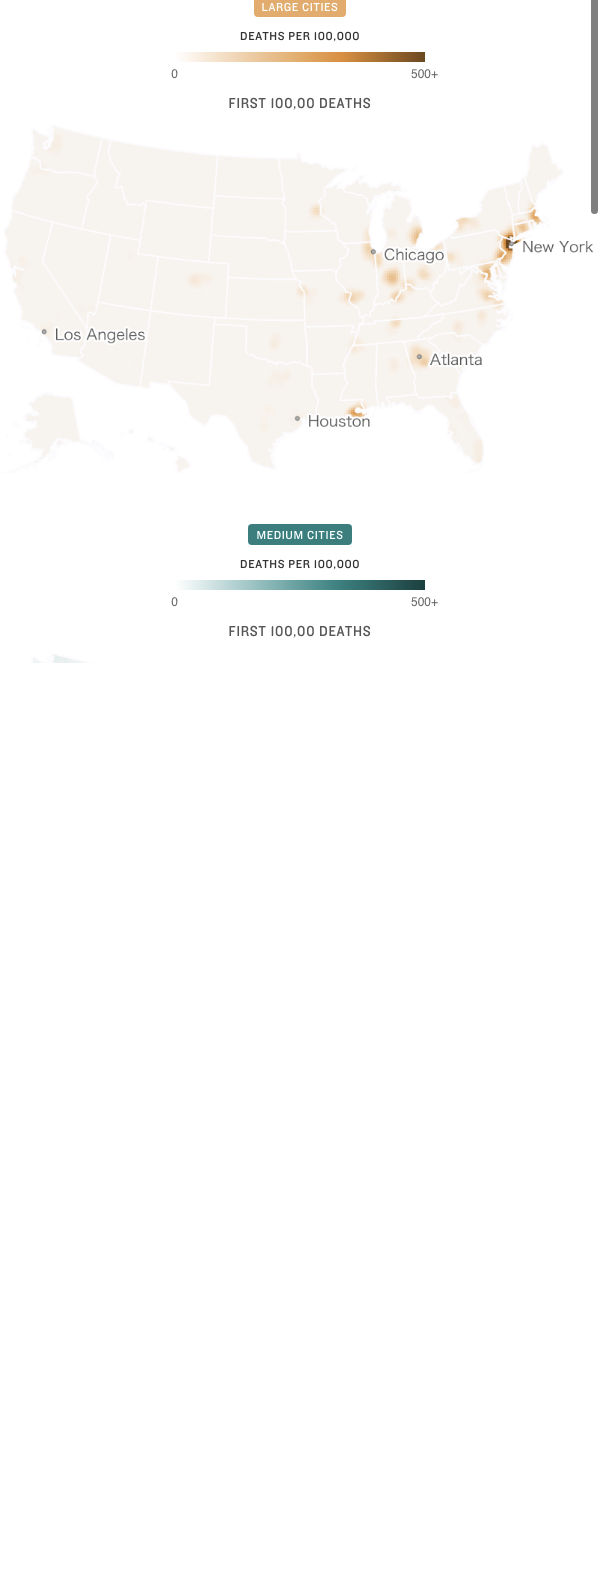 LARGE CITIES
DEATHS PER 100,000
0 500+
FIRST 100,00 DEATHS
New York
Chicago
Los Angeles
Atlanta
Houston
MEDIUM CITIES
DEATHS PER 100,000
0 500+
FIRST 100,00 DEATHS